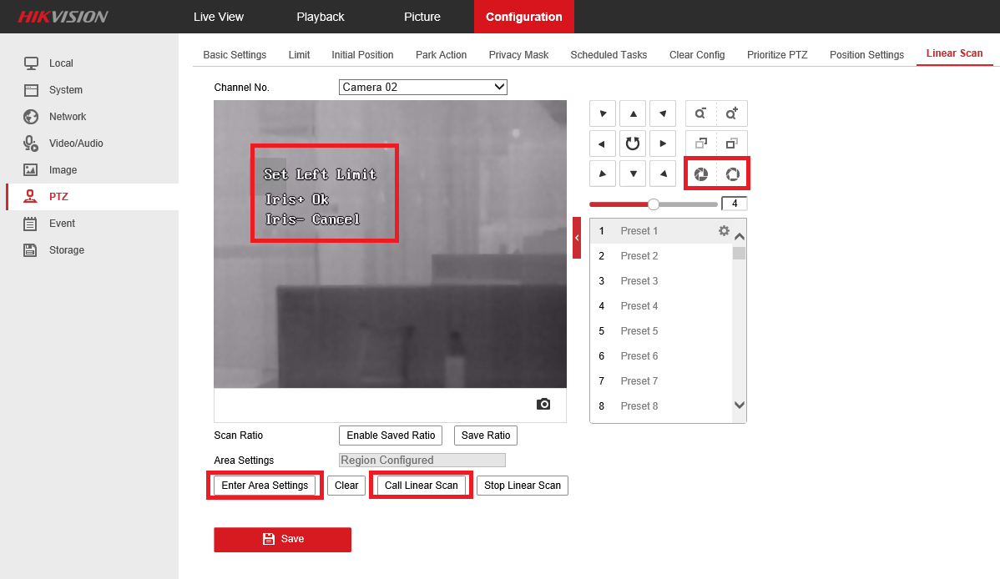 HIKVISION
Live View Playback Picture Configuration
Local
System
Network
Video/Audio
Image
PTZ
Event
Storage
Basic Settings Limit Initial Position Park Action Privacy Mask Scheduled Tasks Clear Config Prioritize PTZ Position Settings Linear Scan
Channel No. Camera 02
Set Left Limit
Iris+ Ok
Iris- Cancel
4
1 Preset 1
2 Preset 2
3 Preset 3
4 Preset 4
5 Preset 5
6 Preset 6
7 Preset 7
8 Preset 8
Scan Ratio Enable Saved Ratio Save Ratio
Area Settings Region Configured
Enter Area Settings Clear Call Linear Scan Stop Linear Scan
Save